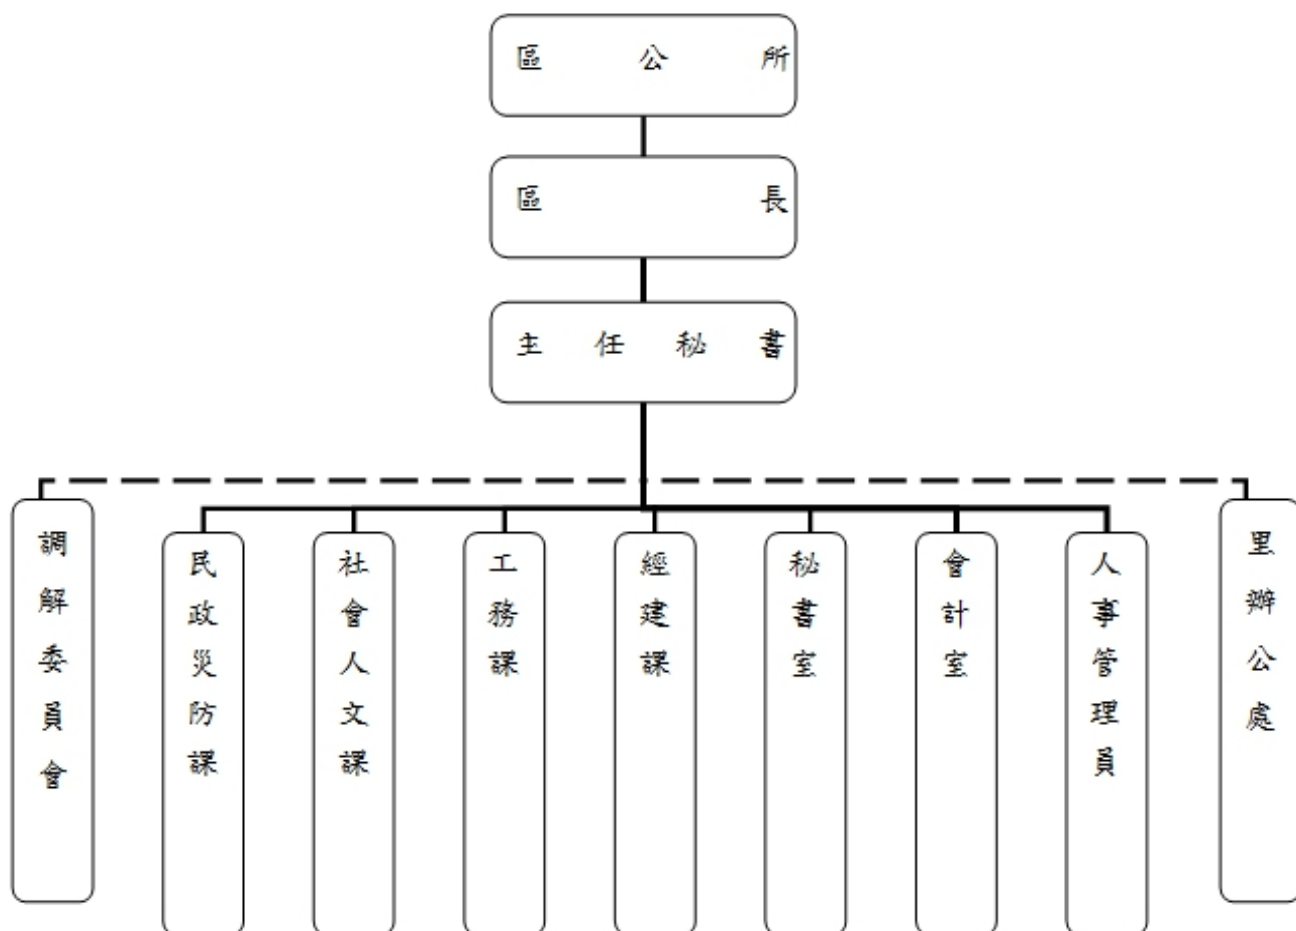 區公所
區長
主任秘書
調解委員會
民政災防課
社會人文課
工務課
經建課
秘書室
會計室
人事管理員
里辦公處